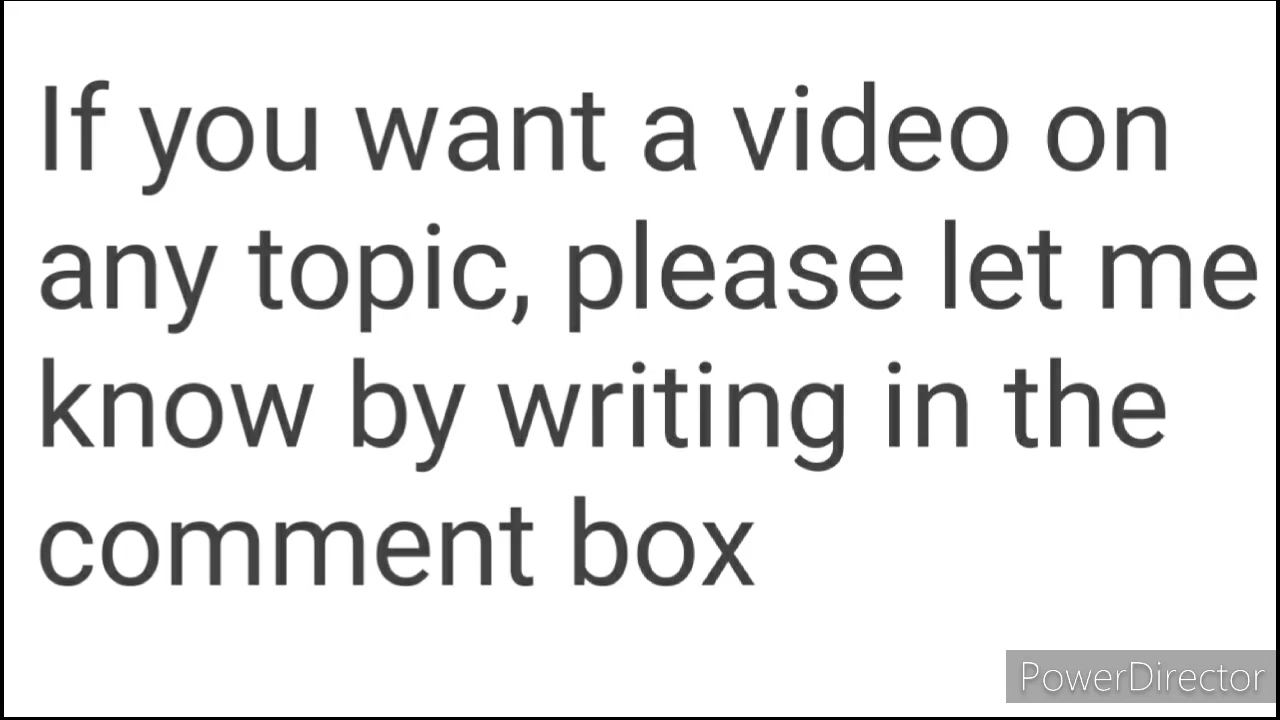 If you want a video on
any topic, please let me
know by writing in the
comment box
PowerDirector